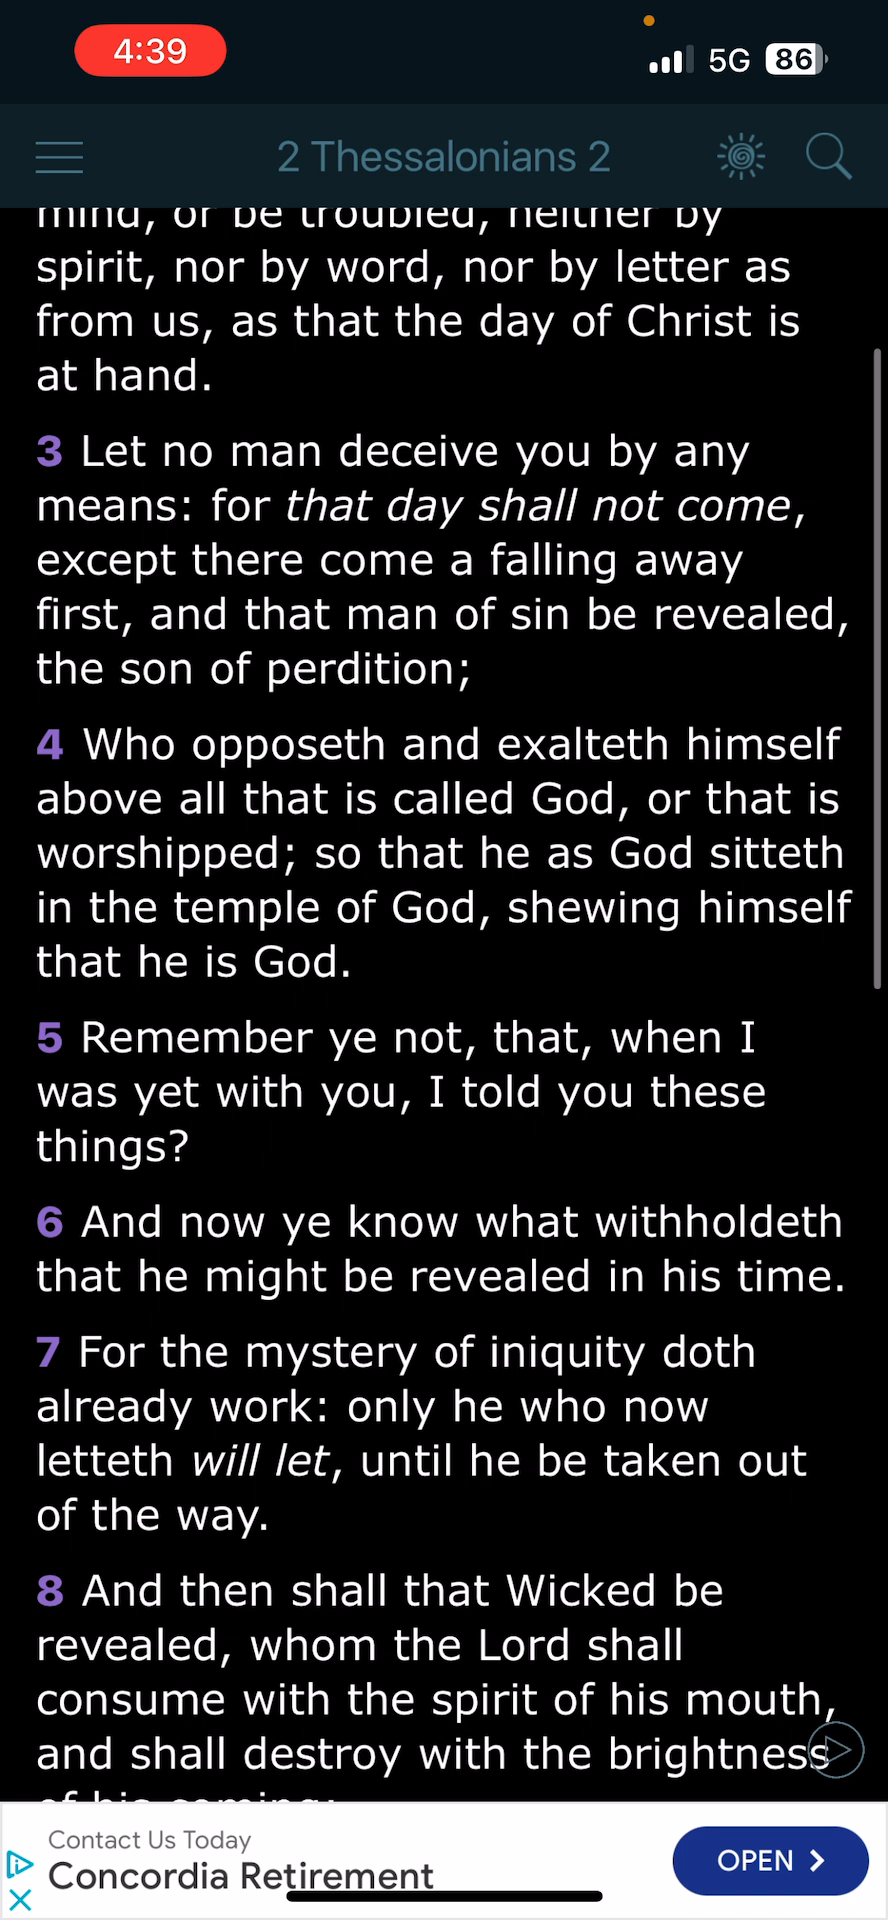 4:39
5G 86
2 Thessalonians 2
mind, or be troubled, neither by
spirit, nor by word, nor by letter as
from us, as that the day of Christ is
at hand.
3 Let no man deceive you by any
means: for that day shall not come,
except there come a falling away
first, and that man of sin be revealed,
the son of perdition;
4 Who opposeth and exalteth himself
above all that is called God, or that is
worshipped; so that he as God sitteth
in the temple of God, shewing himself
that he is God.
5 Remember ye not, that, when I
was yet with you, I told you these
things?
6 And now ye know what withholdeth
that he might be revealed in his time.
7 For the mystery of iniquity doth
already work: only he who now
letteth will let, until he be taken out
of the way.
8 And then shall that Wicked be
revealed, whom the Lord shall
consume with the spirit of his mouth,
and shall destroy with the brightness
of his coming:
Contact Us Today
Concordia Retirement
OPEN